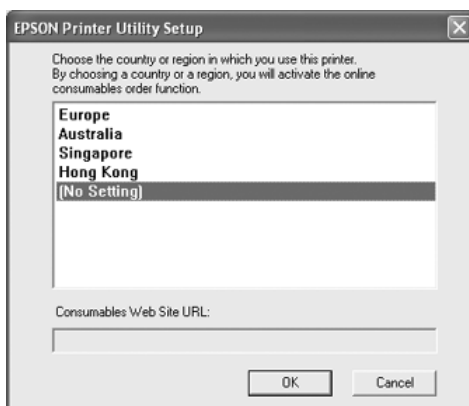 EPSON Printer Utility Setup
Choose the country or region in which you use this printer.
By choosing a country or a region, you will activate the online
consumables order function.
Europe
Australia
Singapore
Hong Kong
(No Setting)
Consumables Web Site URL:
OK
Cancel